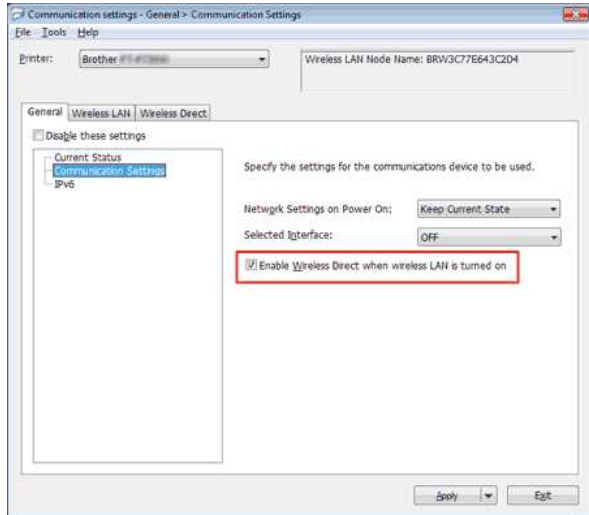 Communication settings - General > Communication Settings
File Tools Help
Printer: Brother
Wireless LAN Node Name: BRW3C77E643C2D4
General Wireless LAN Wireless Direct
Disable these settings
Current Status
Communication Settings
IPv6
Specify the settings for the communications device to be used.
Network Settings on Power On: Keep Current State
Selected Interface: OFF
Enable Wireless Direct when wireless LAN is turned on
Apply Exit